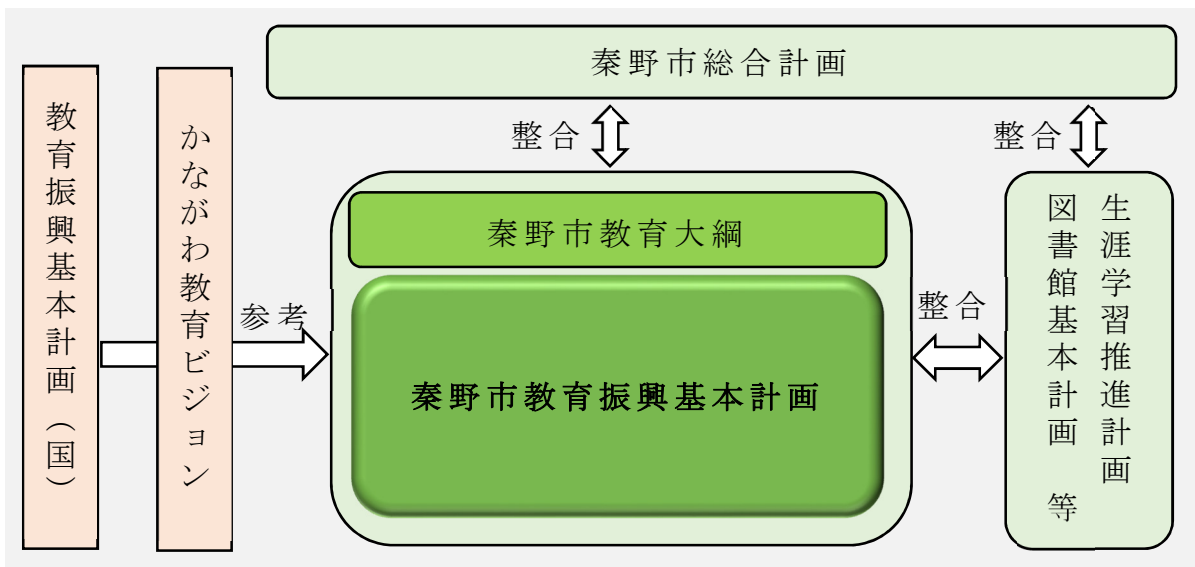 秦野市総合計画
教育振興基本計画（国）
かながわ教育ビジョン
整合
整合
秦野市教育大綱
参考
整合
秦野市教育振興基本計画
生涯学習推進計画
図書館基本計画 等